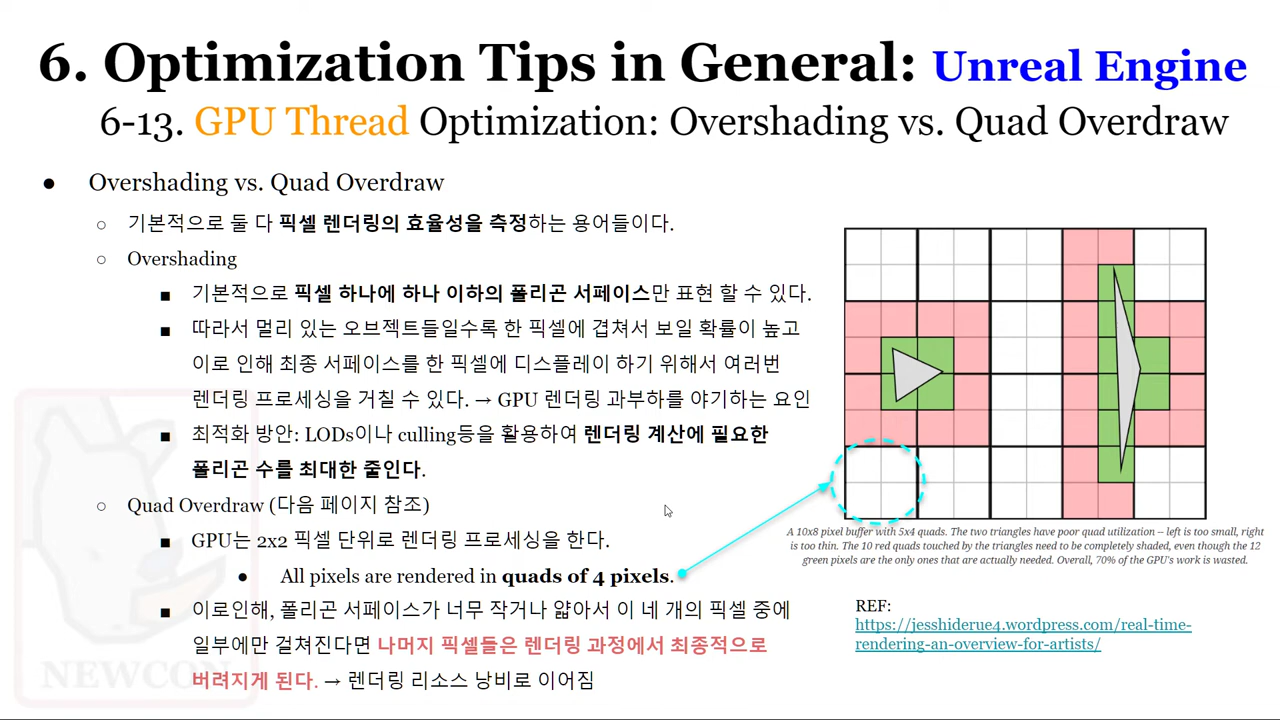 6. Optimization Tips in General: Unreal Engine
6-13. GPU Thread Optimization: Overshading vs. Quad Overdraw
● Overshading vs. Quad Overdraw
○ 기본적으로 둘 다 픽셀 렌더링의 효율성을 측정하는 용어들이다.
○ Overshading
■ 기본적으로 픽셀 하나에 하나 이하의 폴리곤 서페이스만 표현 할 수 있다.
■ 따라서 멀리 있는 오브젝트들일수록 한 픽셀에 겹쳐서 보일 확률이 높고
이로 인해 최종 서페이스를 한 픽셀에 디스플레이 하기 위해서 여러번
렌더링 프로세싱을 거칠 수 있다. → GPU 렌더링 과부하를 야기하는 요인
■ 최적화 방안: LODs이나 culling등을 활용하여 렌더링 계산에 필요한
폴리곤 수를 최대한 줄인다.
○ Quad Overdraw (다음 페이지 참조)
■ GPU는 2x2 픽셀 단위로 렌더링 프로세싱을 한다.
● All pixels are rendered in quads of 4 pixels.
■ 이로인해, 폴리곤 서페이스가 너무 작거나 얇아서 이 네 개의 픽셀 중에
일부에만 걸쳐진다면 나머지 픽셀들은 렌더링 과정에서 최종적으로
버려지게 된다. → 렌더링 리소스 낭비로 이어짐
A 10x8 pixel buffer with 5x4 quads. The two triangles have poor quad utilization -- left is too small, right
is too thin. The 10 red quads touched by the triangles need to be completely shaded, even though the 12
green pixels are the only ones that are actually needed. Overall, 70% of the GPU's work is wasted.
REF:
https://jesshiderue4.wordpress.com/real-time-
rendering-an-overview-for-artists/
NEWCON